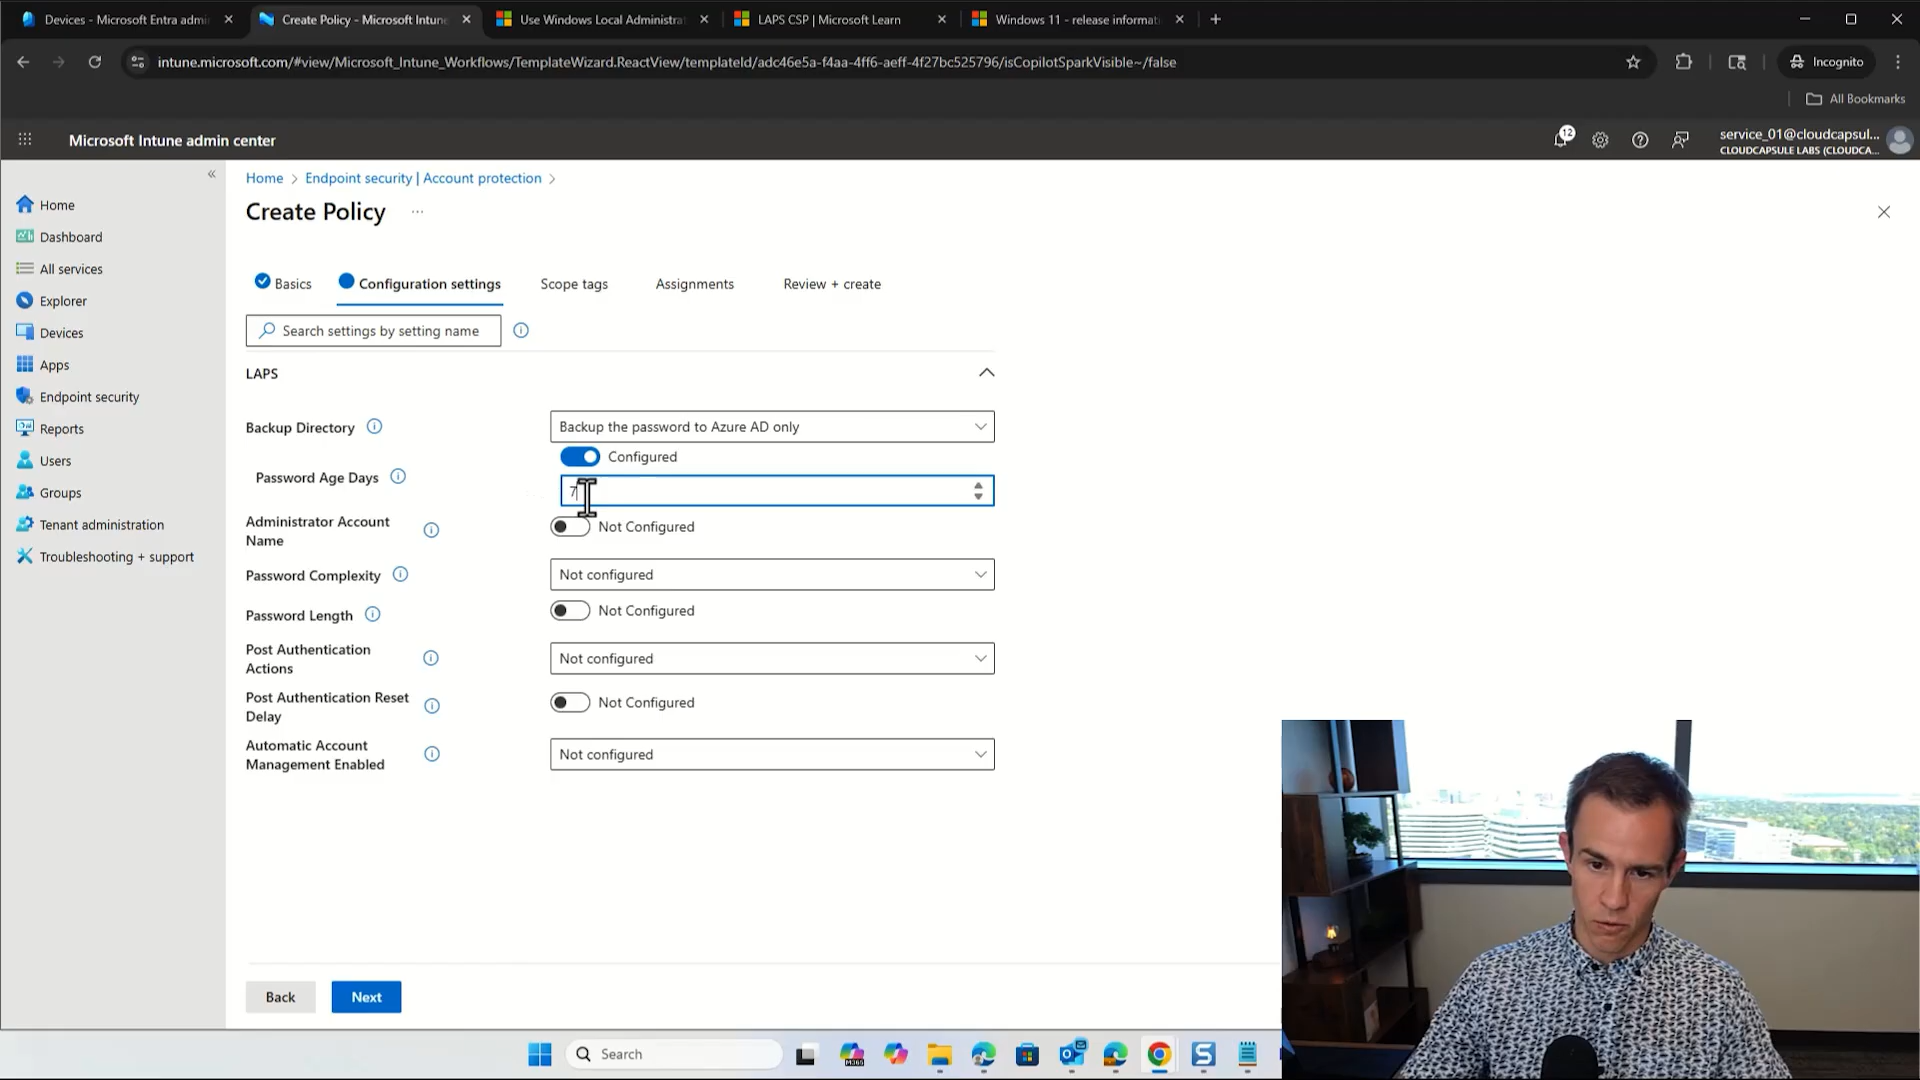 Devices - Microsoft Entra admi
Create Policy - Microsoft Intune
Use Windows Local Administra
LAPS CSP | Microsoft Learn
Windows 11 - release informati
intune.microsoft.com/#view/Microsoft_Intune_Workflows/TemplateWizard.ReactView/templateId/adc46e5a-f4aa-4ff6-aeff-4f27bc525796/isCopilotSparkVisible~/false
Incognito
All Bookmarks
Microsoft Intune admin center
12
service_01@cloudcapsul...
CLOUDCAPSULE LABS (CLOUDCA...
Home
Dashboard
All services
Explorer
Devices
Apps
Endpoint security
Reports
Users
Groups
Tenant administration
Troubleshooting + support
Home > Endpoint security | Account protection >
Create Policy ...
Basics
Configuration settings
Scope tags
Assignments
Review + create
Search settings by setting name
LAPS
Backup Directory
Backup the password to Azure AD only
Configured
Password Age Days
7
Administrator Account
Name
Not Configured
Password Complexity
Not configured
Password Length
Not Configured
Post Authentication
Actions
Not configured
Post Authentication Reset
Delay
Not Configured
Automatic Account
Management Enabled
Not configured
Back
Next
Search
M365